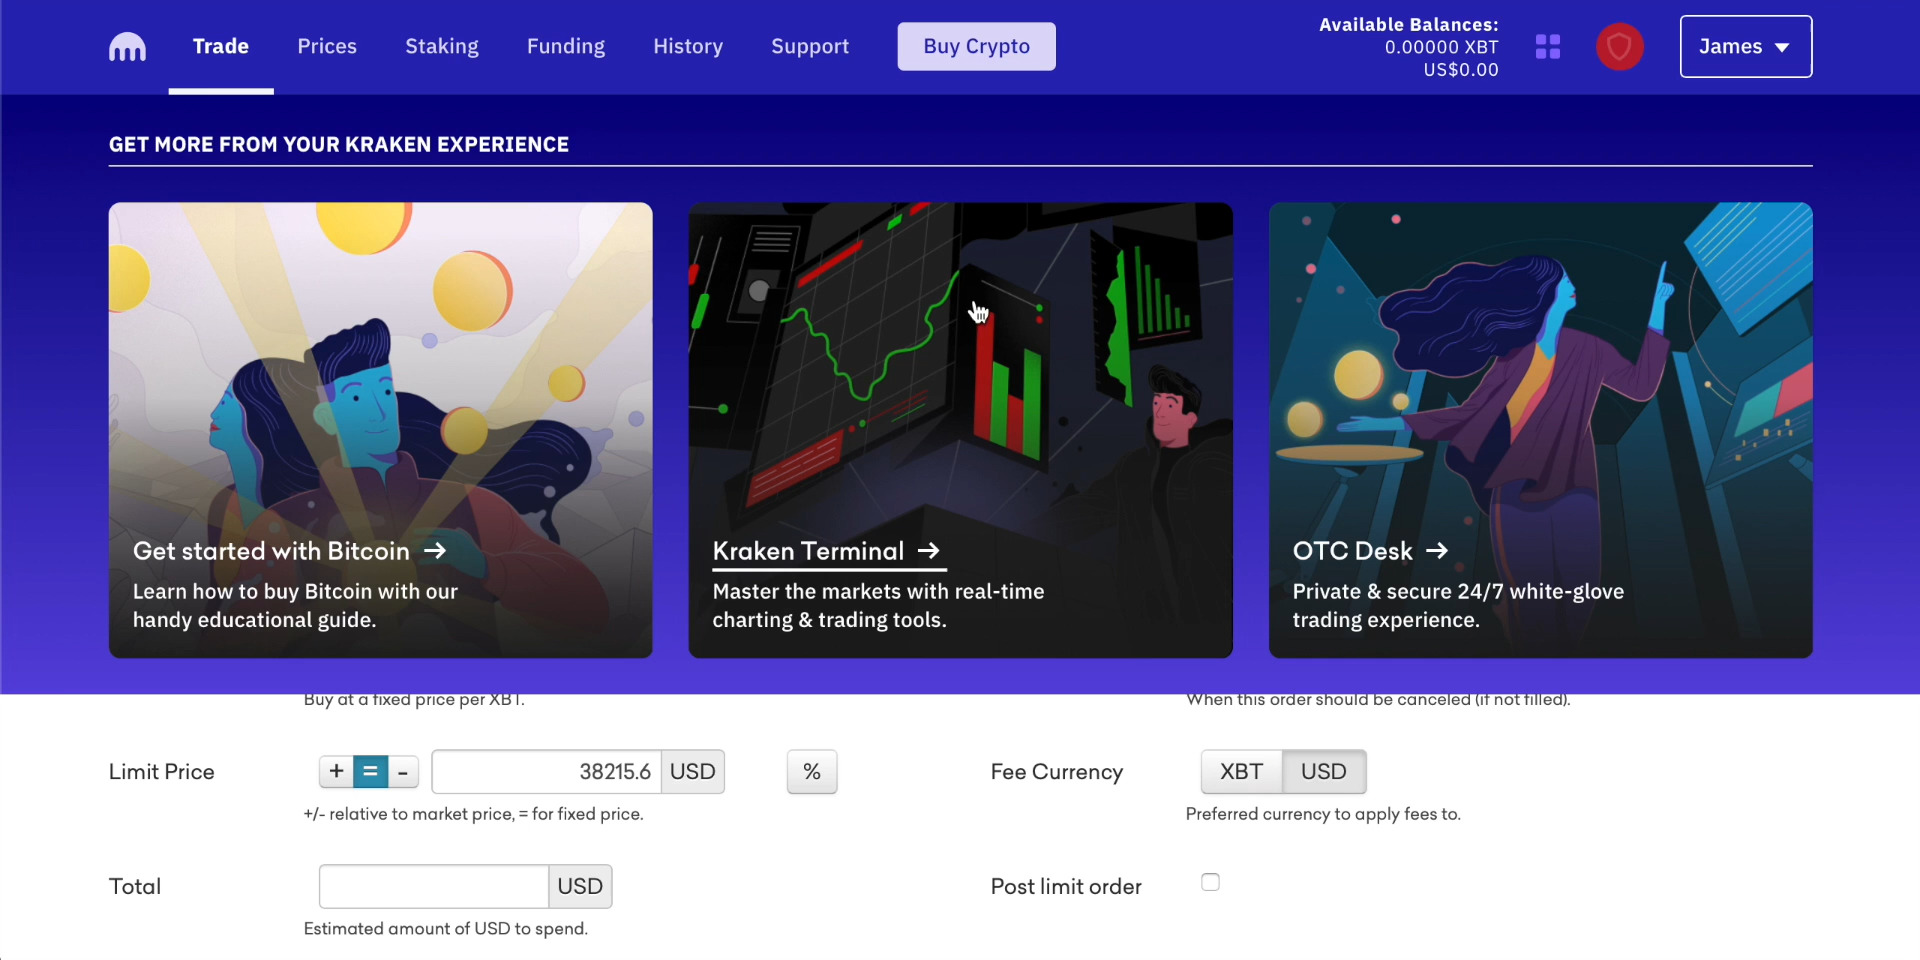 Trade
Prices
Staking
Funding
History
Support
Buy Crypto
Available Balances:
0.00000 XBT
US$0.00
James
GET MORE FROM YOUR KRAKEN EXPERIENCE
Get started with Bitcoin →
Learn how to buy Bitcoin with our
handy educational guide.
Kraken Terminal →
Master the markets with real-time
charting & trading tools.
OTC Desk →
Private & secure 24/7 white-glove
trading experience.
Buy at a fixed price per XBT.
When this order should be canceled (if not filled).
Limit Price
+ = -
38215.6 USD
%
Fee Currency
XBT USD
+/- relative to market price, = for fixed price.
Preferred currency to apply fees to.
Total
USD
Post limit order
Estimated amount of USD to spend.